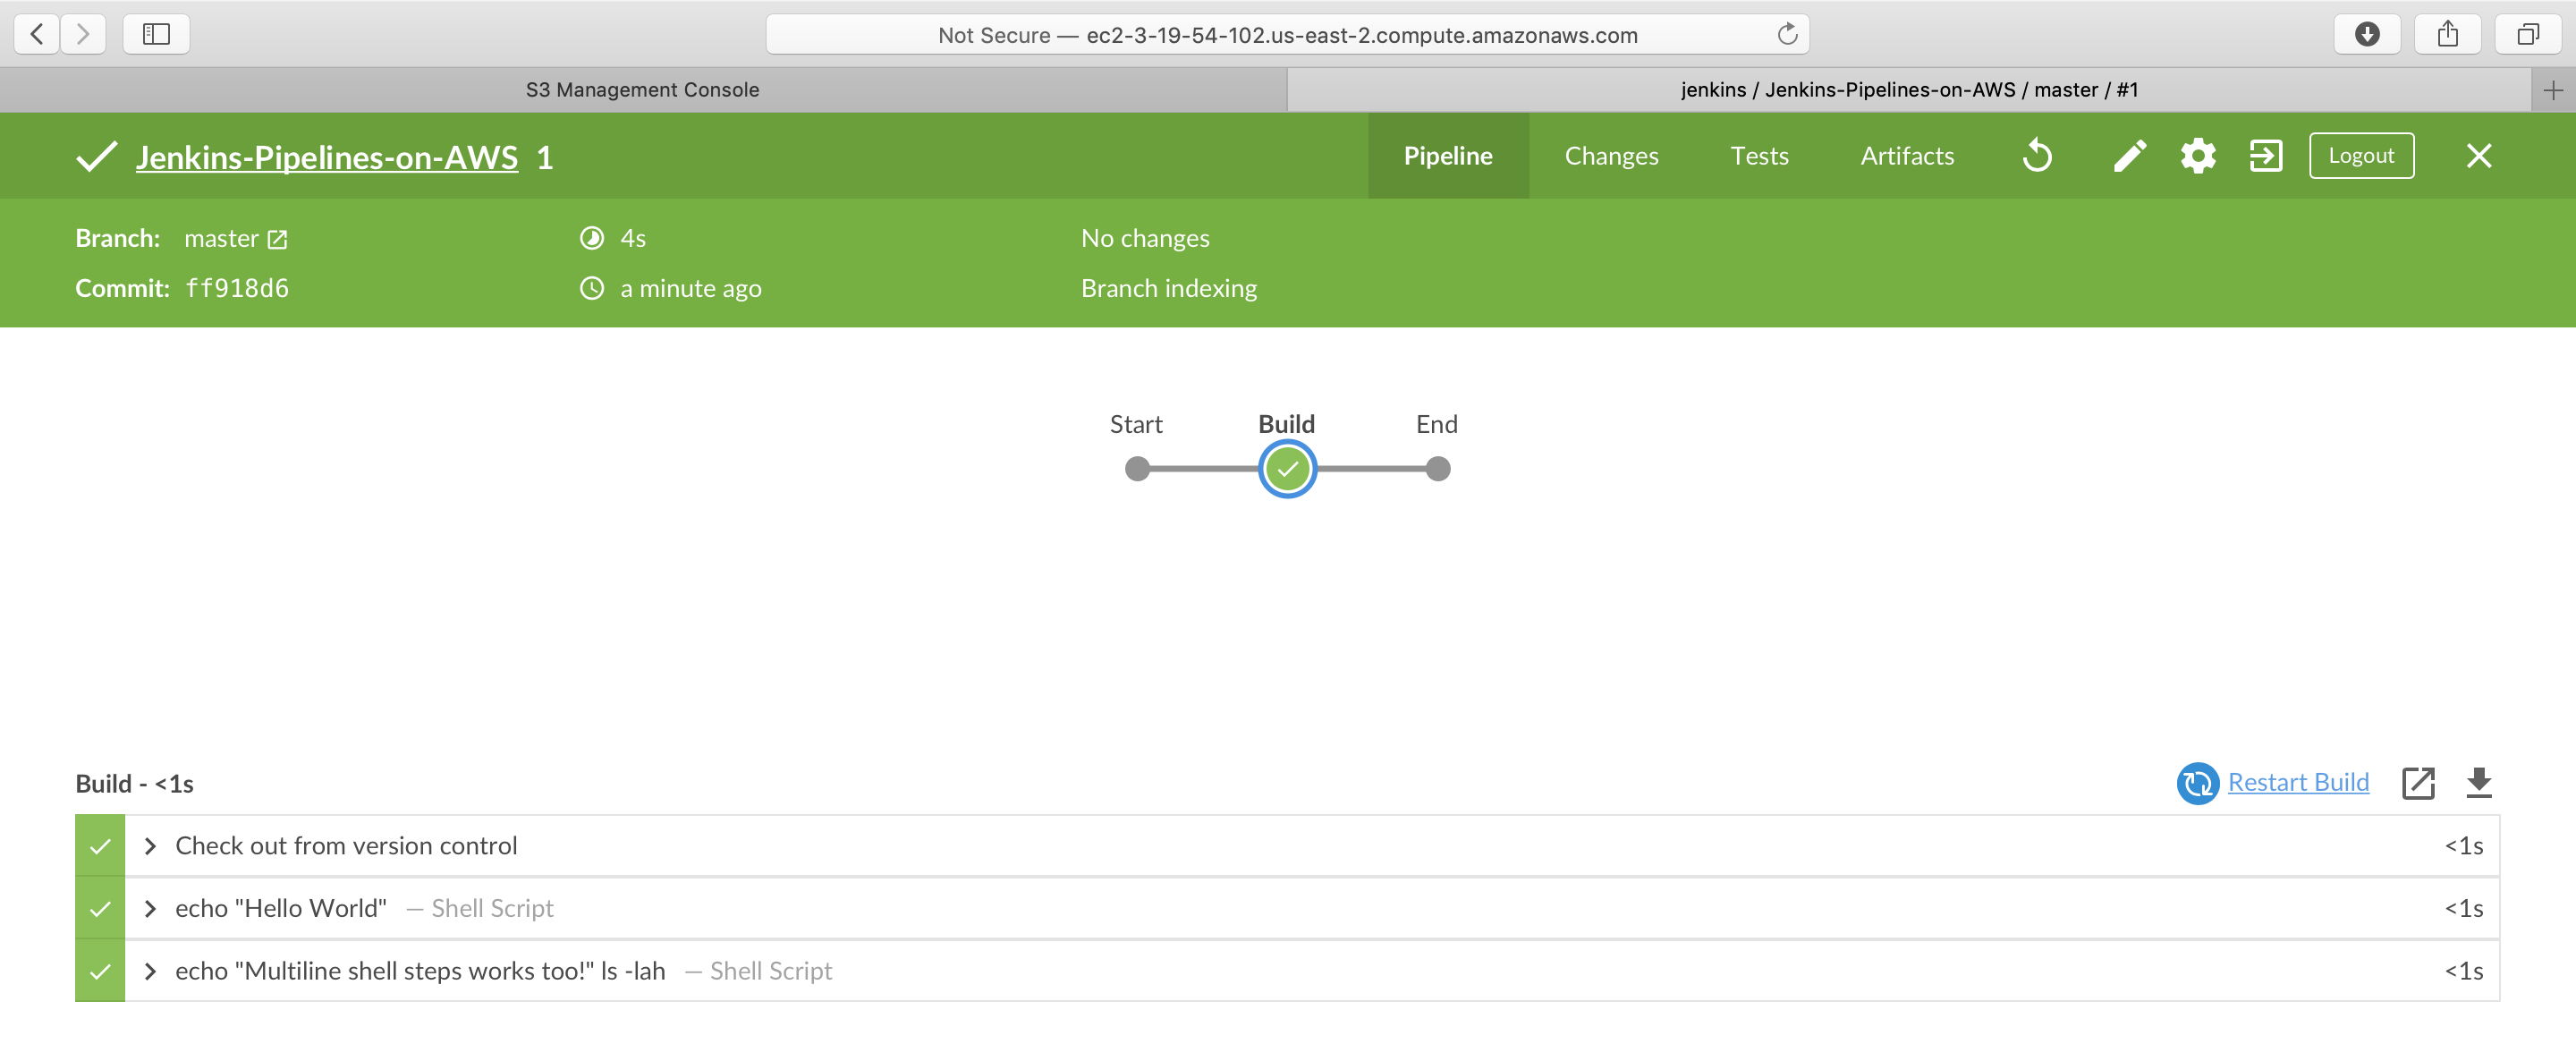 Not Secure — ec2-3-19-54-102.us-east-2.compute.amazonaws.com
S3 Management Console
jenkins / Jenkins-Pipelines-on-AWS / master / #1
Jenkins-Pipelines-on-AWS 1
Pipeline
Changes
Tests
Artifacts
Logout
Branch: master
4s
No changes
Commit: ff918d6
a minute ago
Branch indexing
Start
Build
End
Build - <1s
Restart Build
Check out from version control
<1s
echo "Hello World" — Shell Script
<1s
echo "Multiline shell steps works too!" ls -lah — Shell Script
<1s